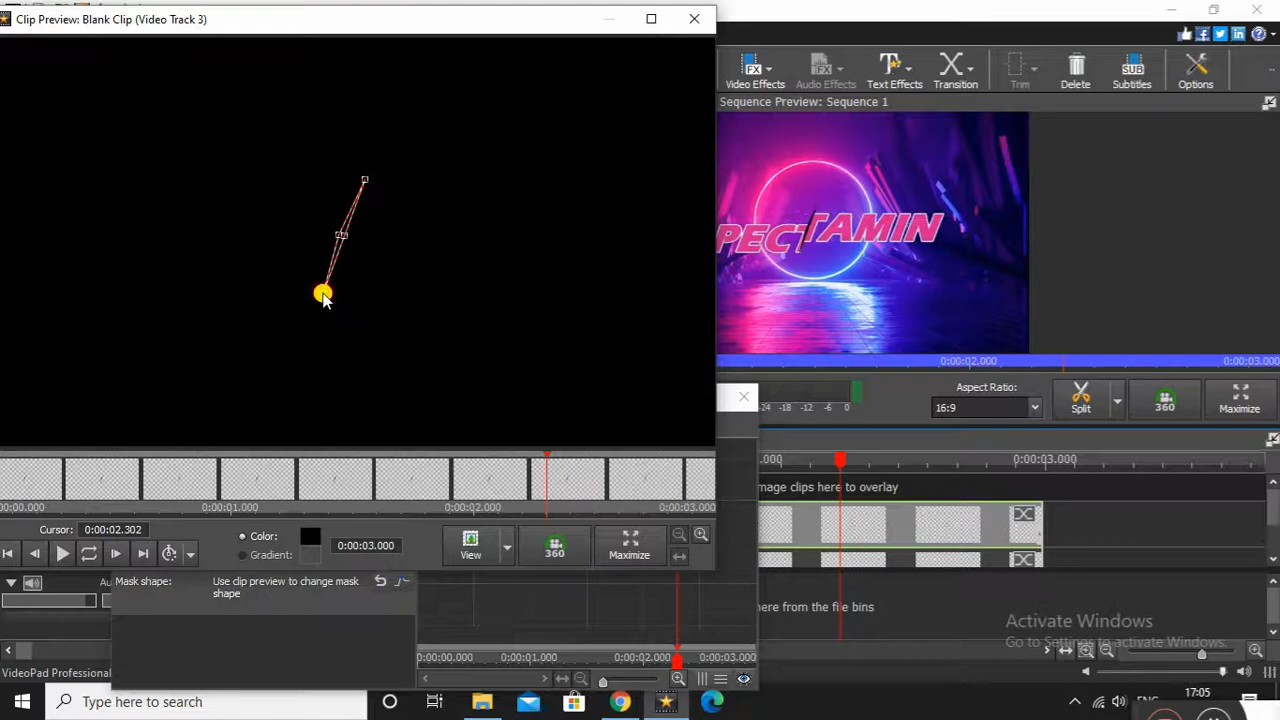 Clip Preview: Blank Clip (Video Track 3)
FX
FX
SUB
Video Effects
Audio Effects
Text Effects
Transition
Trim
Delete
Subtitles
Options
Sequence Preview: Sequence 1
PECTAMIN
0:00:02.000
0:00:03.000
-24 -18 -12 -6 0
Aspect Ratio:
16:9
Split
360
Maximize
.000
0:00:03.000
mage clips here to overlay
00:00.000
0:00:01.000
0:00:02.000
0:00:03.000
Cursor: 0:00:02.302
Color:
Gradient:
0:00:03.000
View
360
Maximize
Mask shape:
Use clip preview to change mask
shape
Au
here from the file bins
Activate Windows
Go to Settings to activate Windows.
0:00:00.000
0:00:01.000
0:00:02.000
0:00:03.000
VideoPad Professional
Type here to search
ENG
17:05